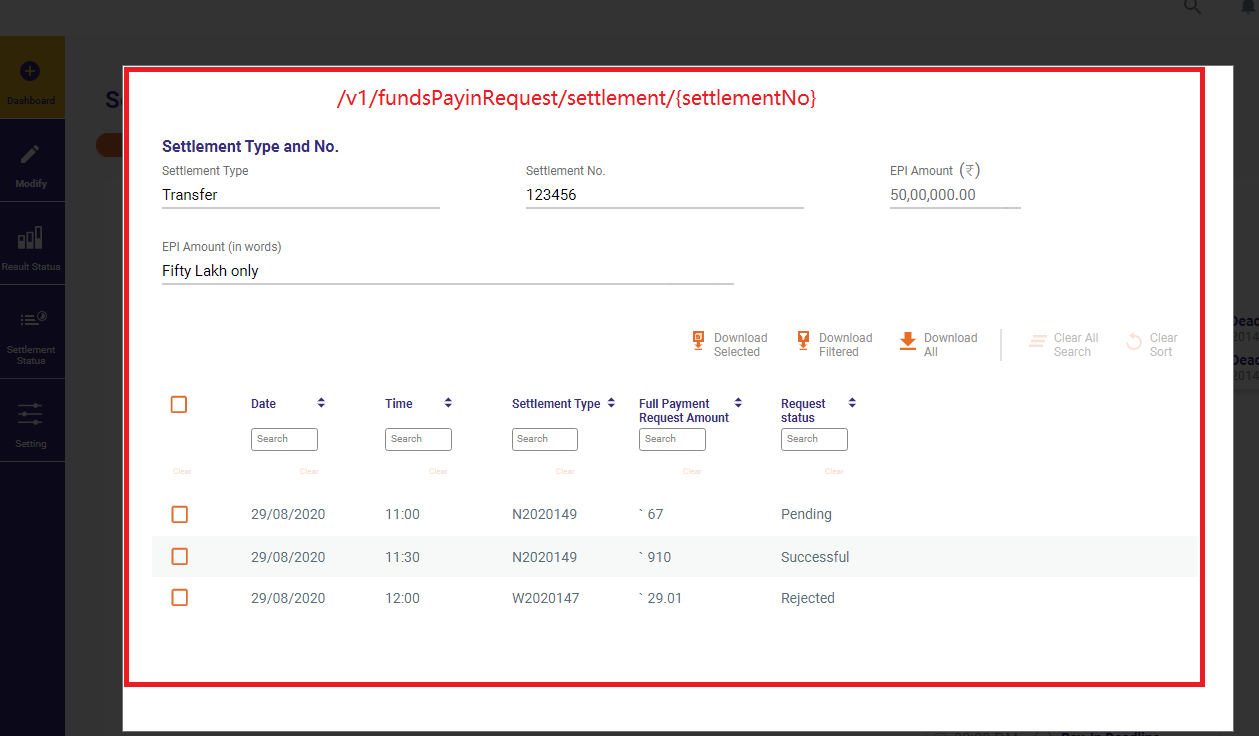 /v1/fundsPayinRequest/settlement/{settlementNo}
Dashboard
Modify
Result Status
Settlement
Status
Setting
Settlement Type and No.
Settlement Type
Settlement No.
EPI Amount (₹)
Transfer
123456
50,00,000.00
EPI Amount (in words)
Fifty Lakh only
Download
Selected
Download
Filtered
Download
All
Clear All
Search
Clear
Sort
Date
Time
Settlement Type
Full Payment
Request Amount
Request
status
Search
Search
Search
Search
Search
Clear
Clear
Clear
Clear
Clear
Clear
29/08/2020 11:00 N2020149 ` 67 Pending
29/08/2020 11:30 N2020149 ` 910 Successful
29/08/2020 12:00 W2020147 ` 29.01 Rejected
2014
2014